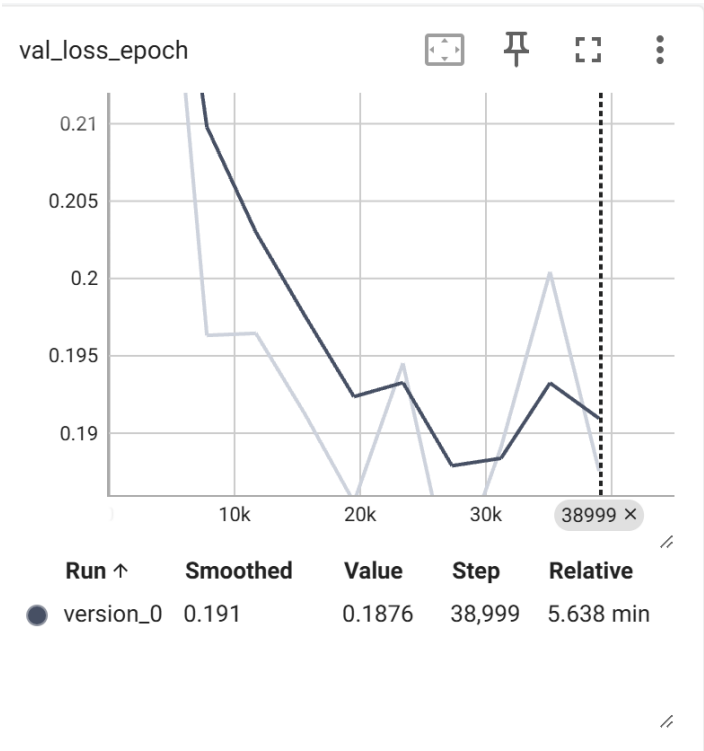 val_loss_epoch
0.21
0.205
0.2
0.195
0.19
10k 20k 30k 38999 ×
Run ↑ Smoothed Value Step Relative
version_0 0.191 0.1876 38,999 5.638 min